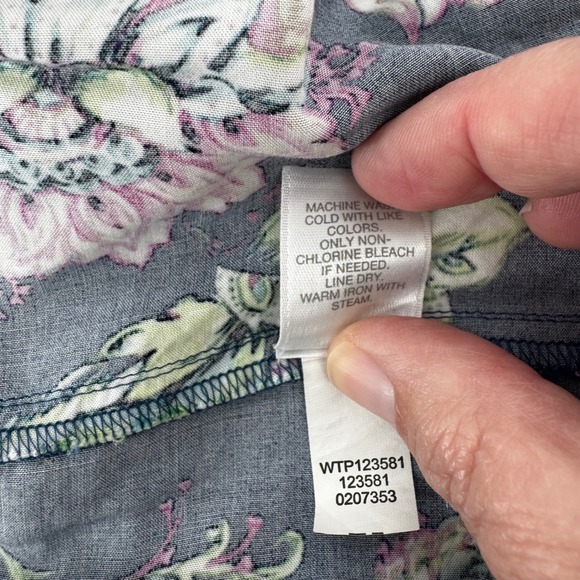 MACHINE WASH
COLD WITH LIKE
COLORS.
ONLY NON-
CHLORINE BLEACH
IF NEEDED.
LINE DRY.
WARM IRON WITH
STEAM.
WTP123581
123581
0207353